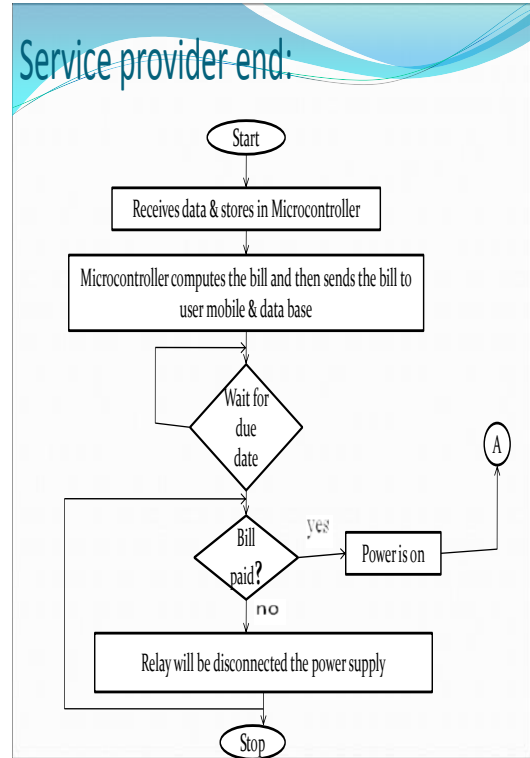 Service provider end:
Start
Receives data & stores in Microcontroller
Microcontroller computes the bill and then sends the bill to
user mobile & data base
Wait for
due
date
A
Bill
paid?
yes
Power is on
no
Relay will be disconnected the power supply
Stop